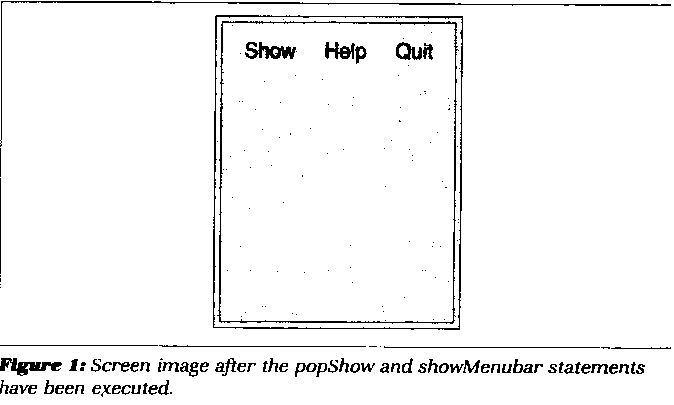 Show Help Quit
Figure 1: Screen image after the popShow and showMenubar statements
have been executed.